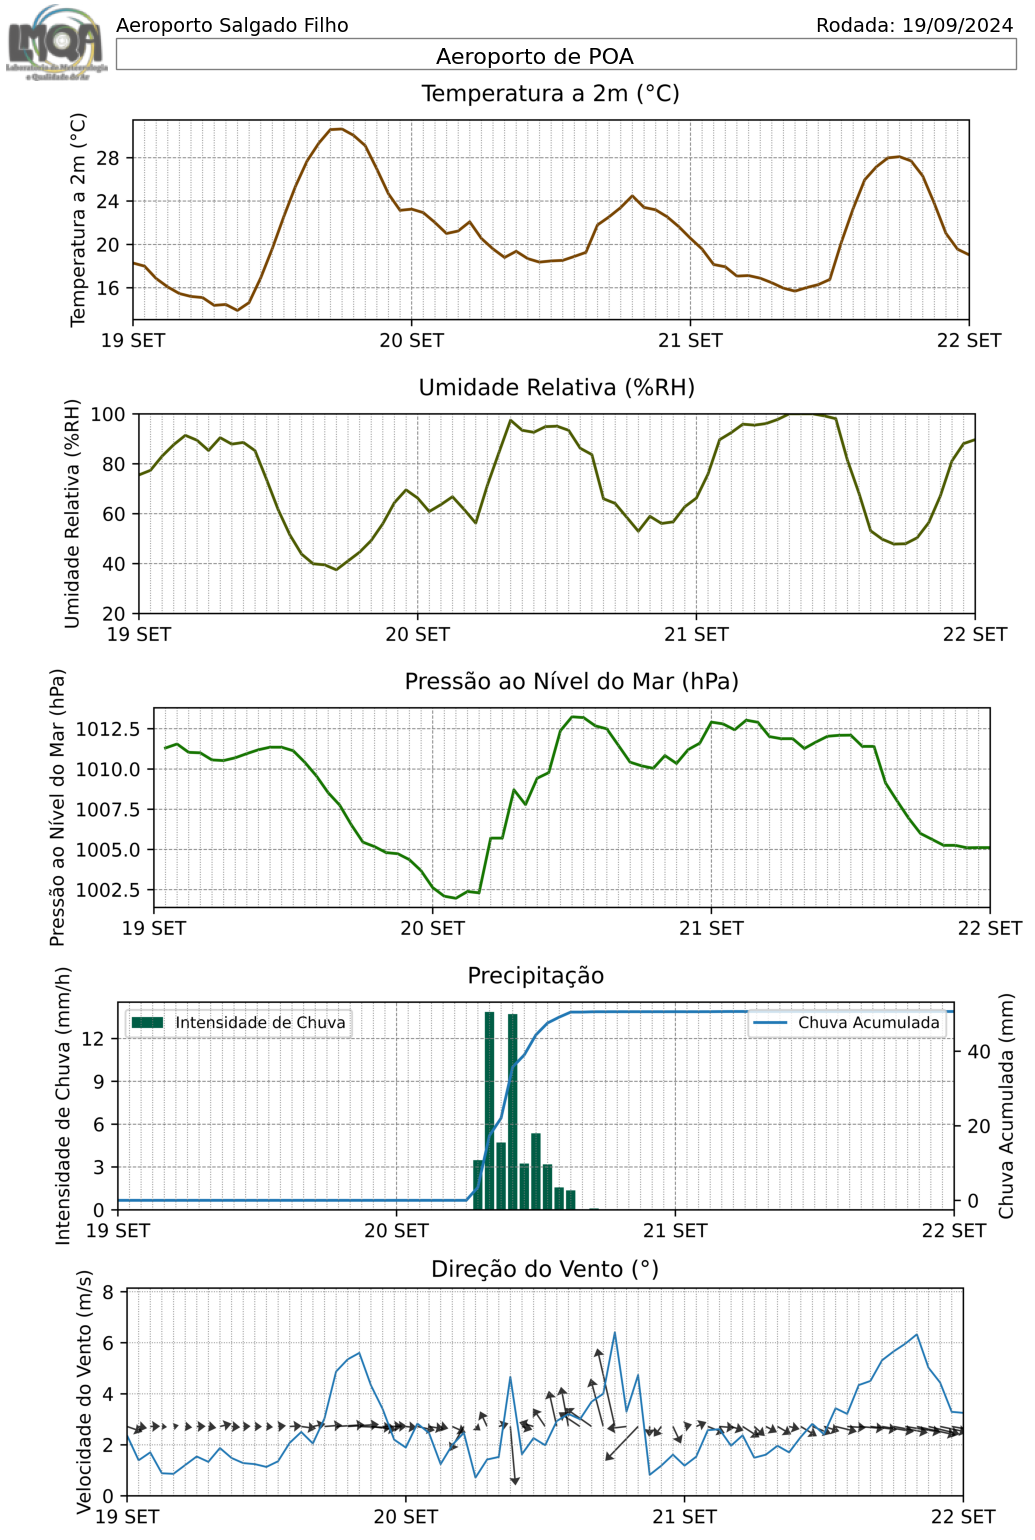 LMQA
Laboratório de Meteorologia
e Qualidade do Ar
Aeroporto Salgado Filho
Rodada: 19/09/2024
Aeroporto de POA
Temperatura a 2m (°C)
Temperatura a 2m (°C)
28
24
20
16
19 SET
20 SET
21 SET
22 SET
Umidade Relativa (%RH)
Umidade Relativa (%RH)
100
80
60
40
20
19 SET
20 SET
21 SET
22 SET
Pressão ao Nível do Mar (hPa)
Pressão ao Nível do Mar (hPa)
1012.5
1010.0
1007.5
1005.0
1002.5
19 SET
20 SET
21 SET
22 SET
Precipitação
Intensidade de Chuva (mm/h)
12
9
6
3
0
Intensidade de Chuva
Chuva Acumulada
40
20
0
Chuva Acumulada (mm)
19 SET
20 SET
21 SET
22 SET
Direção do Vento (°)
Velocidade do Vento (m/s)
8
6
4
2
0
19 SET
20 SET
21 SET
22 SET